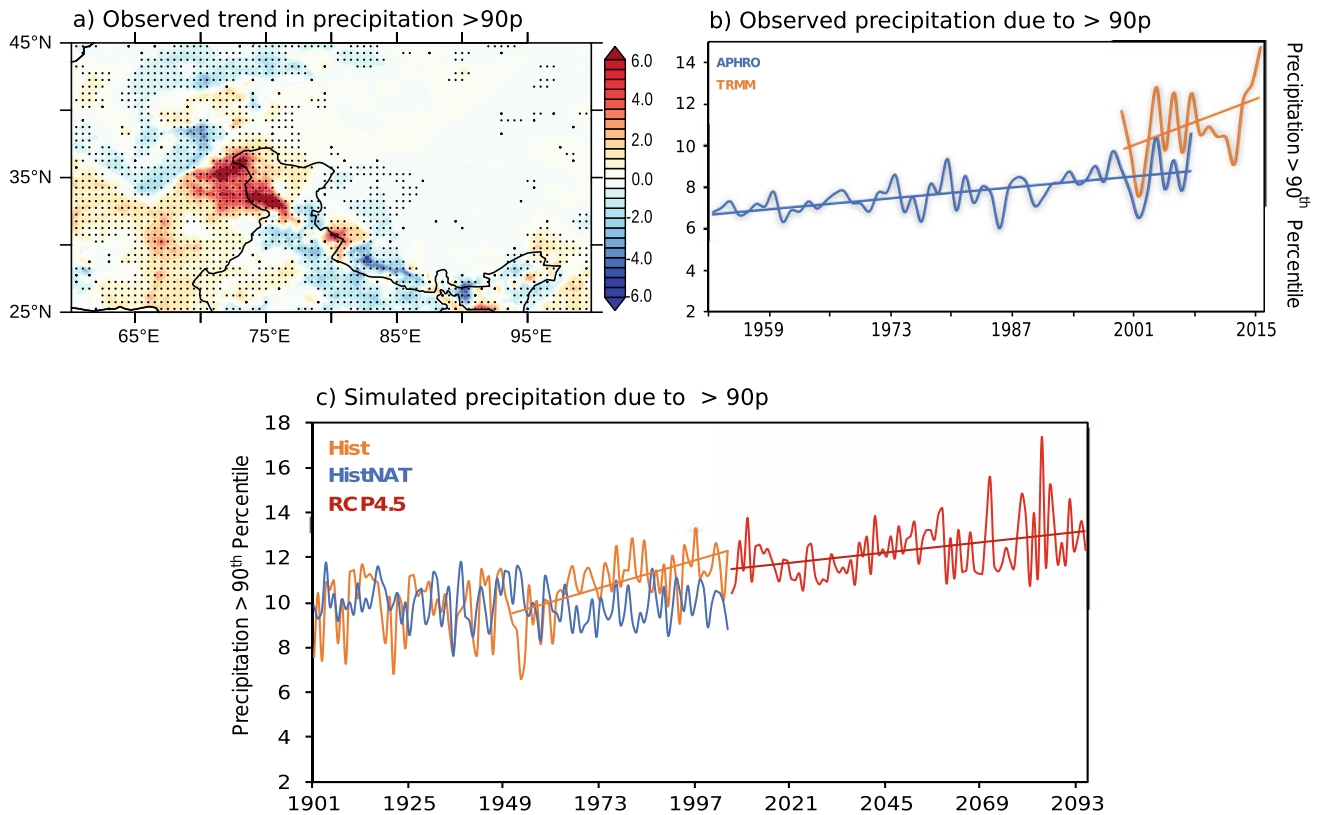 a) Observed trend in precipitation >90p
45°N
35°N
25°N
65°E 75°E 85°E 95°E
6.0
4.0
2.0
0.0
-2.0
-4.0
-6.0
b) Observed precipitation due to > 90p
APHRO
TRMM
14
12
10
8
6
4
2
1959 1973 1987 2001 2015
Precipitation > 90th Percentile
c) Simulated precipitation due to > 90p
Hist
HistNAT
RCP4.5
Precipitation > 90th Percentile
18
16
14
12
10
8
6
4
2
1901 1925 1949 1973 1997 2021 2045 2069 2093